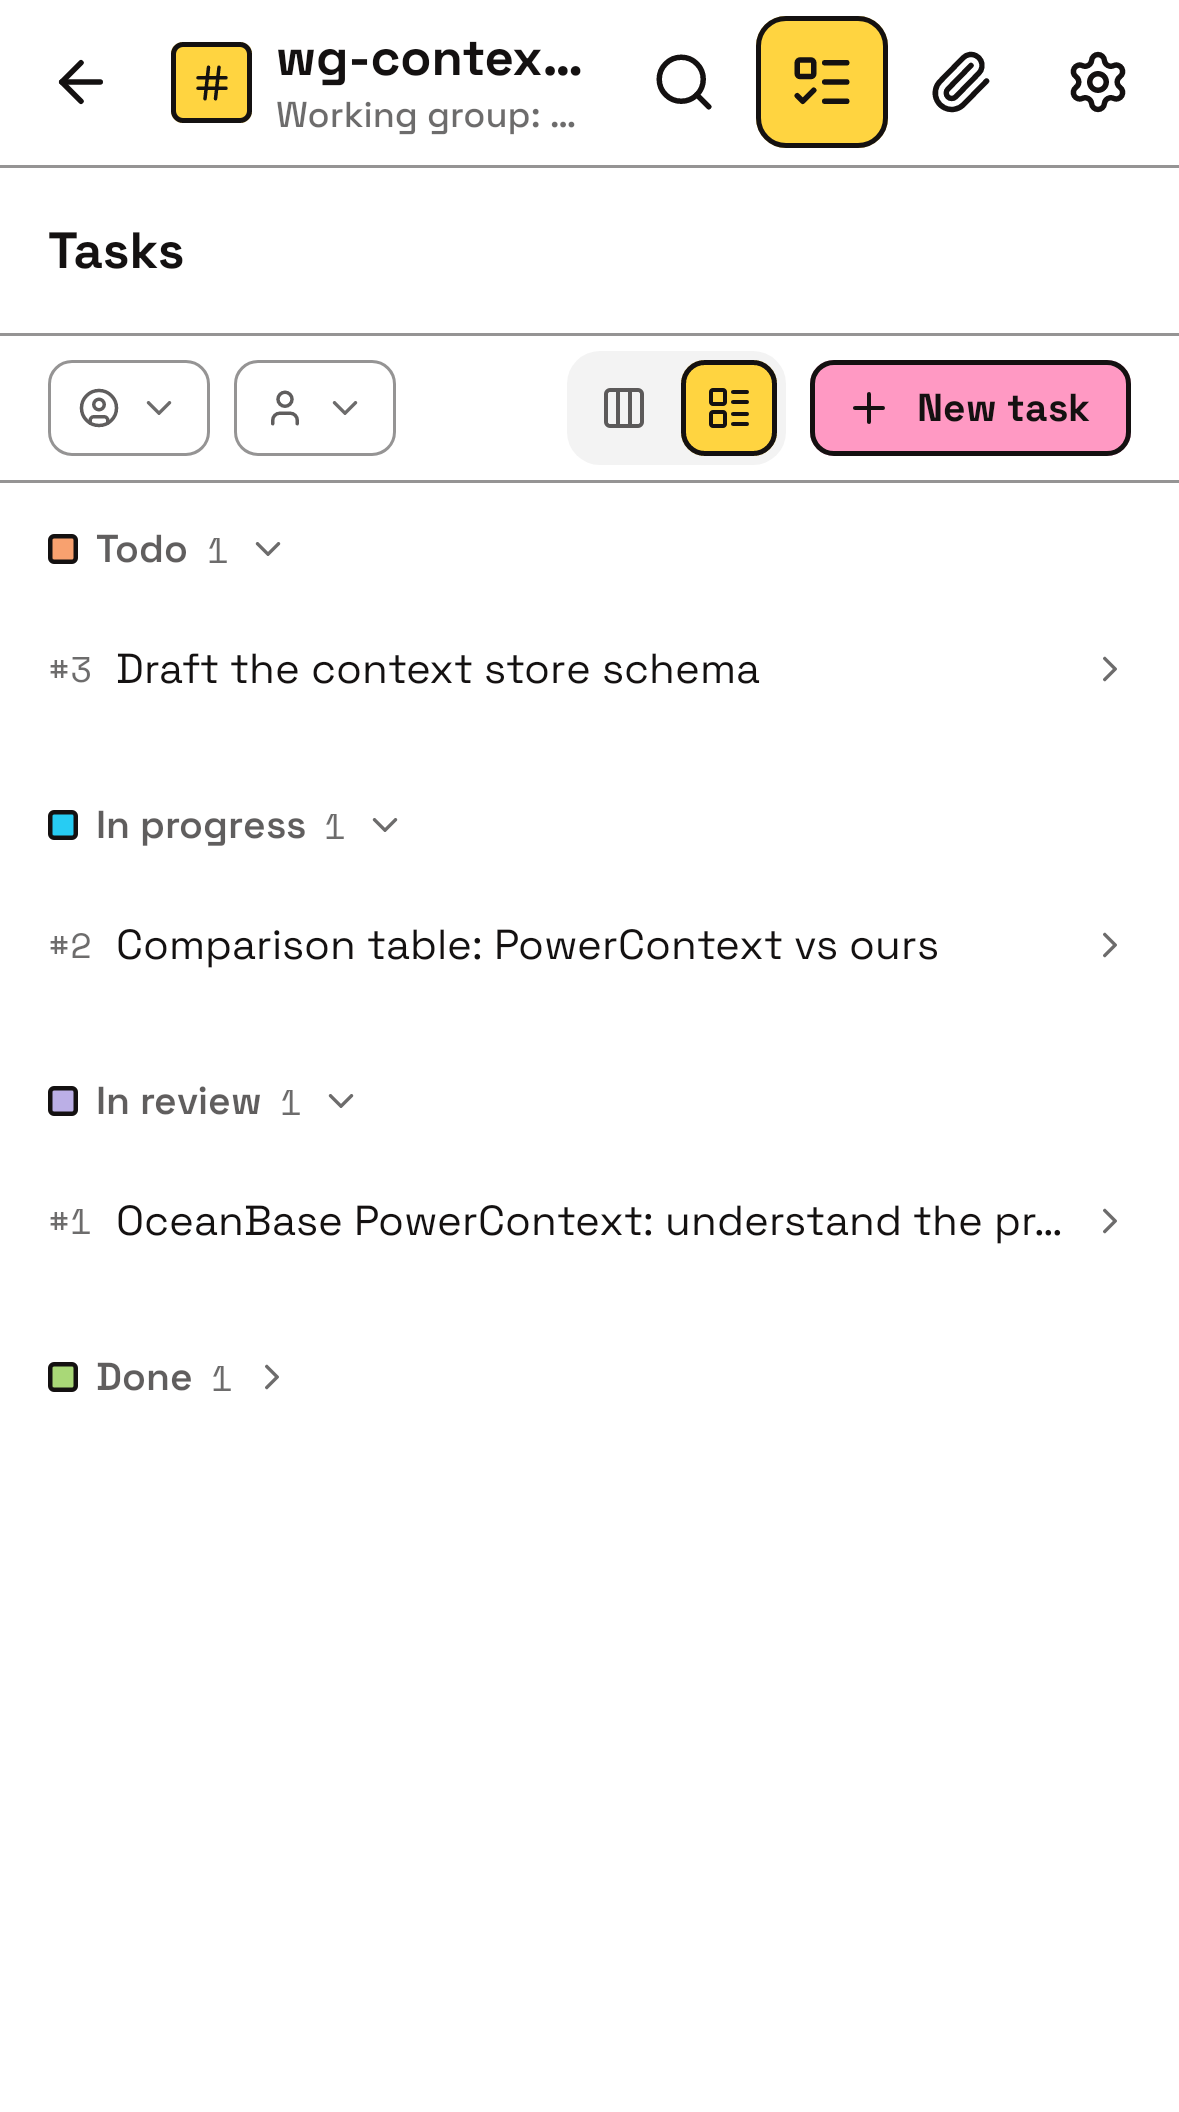 wg-contex...
Working group: ...
Tasks
New task
Todo 1
#3 Draft the context store schema
In progress 1
#2 Comparison table: PowerContext vs ours
In review 1
#1 OceanBase PowerContext: understand the pr...
Done 1